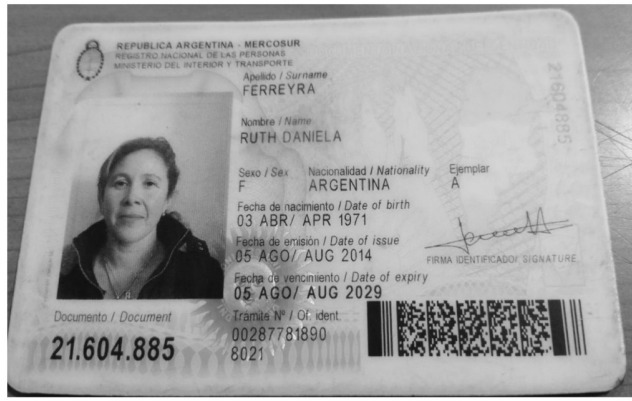 REPUBLICA ARGENTINA - MERCOSUR
REGISTRO NACIONAL DE LAS PERSONAS
MINISTERIO DEL INTERIOR Y TRANSPORTE
Apellido / Surname
FERREYRA
Nombre / Name
RUTH DANIELA
Sexo / Sex Nacionalidad / Nationality Ejemplar
F ARGENTINA A
Fecha de nacimiento / Date of birth
03 ABR/ APR 1971
Fecha de emisión / Date of issue
05 AGO/ AUG 2014
FIRMA IDENTIFICADO/ SIGNATURE
Fecha de vencimiento / Date of expiry
05 AGO/ AUG 2029
Documento / Document Trámite Nº / Of. ident.
21.604.885 00287781890
8021
21604885